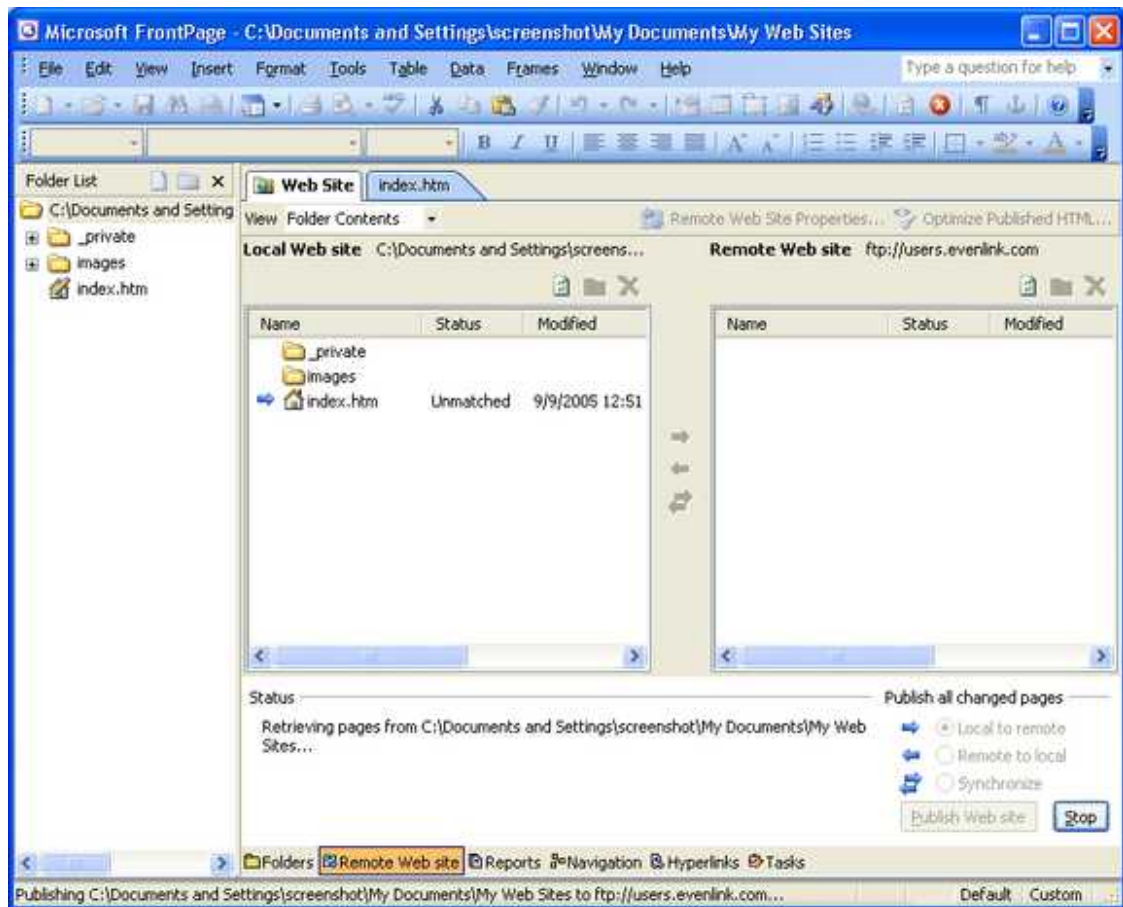 Microsoft FrontPage - C:\Documents and Settings\screenshot\My Documents\My Web Sites
File Edit View Insert Format Tools Table Data Frames Window Help Type a question for help
B I U
Folder List
Web Site index.htm
C:\Documents and Setting
_private
images
index.htm
View Folder Contents Remote Web Site Properties... Optimize Published HTML...
Local Web site C:\Documents and Settings\screens... Remote Web site ftp://users.evenlink.com
Name Status Modified Name Status Modified
_private
images
index.htm Unmatched 9/9/2005 12:51
Status Publish all changed pages
Retrieving pages from C:\Documents and Settings\screenshot\My Documents\My Web
Sites...
Local to remote
Remote to local
Synchronize
Publish Web site Stop
Folders Remote Web site Reports Navigation Hyperlinks Tasks
Publishing C:\Documents and Settings\screenshot\My Documents\My Web Sites to ftp://users.evenlink.com... Default Custom